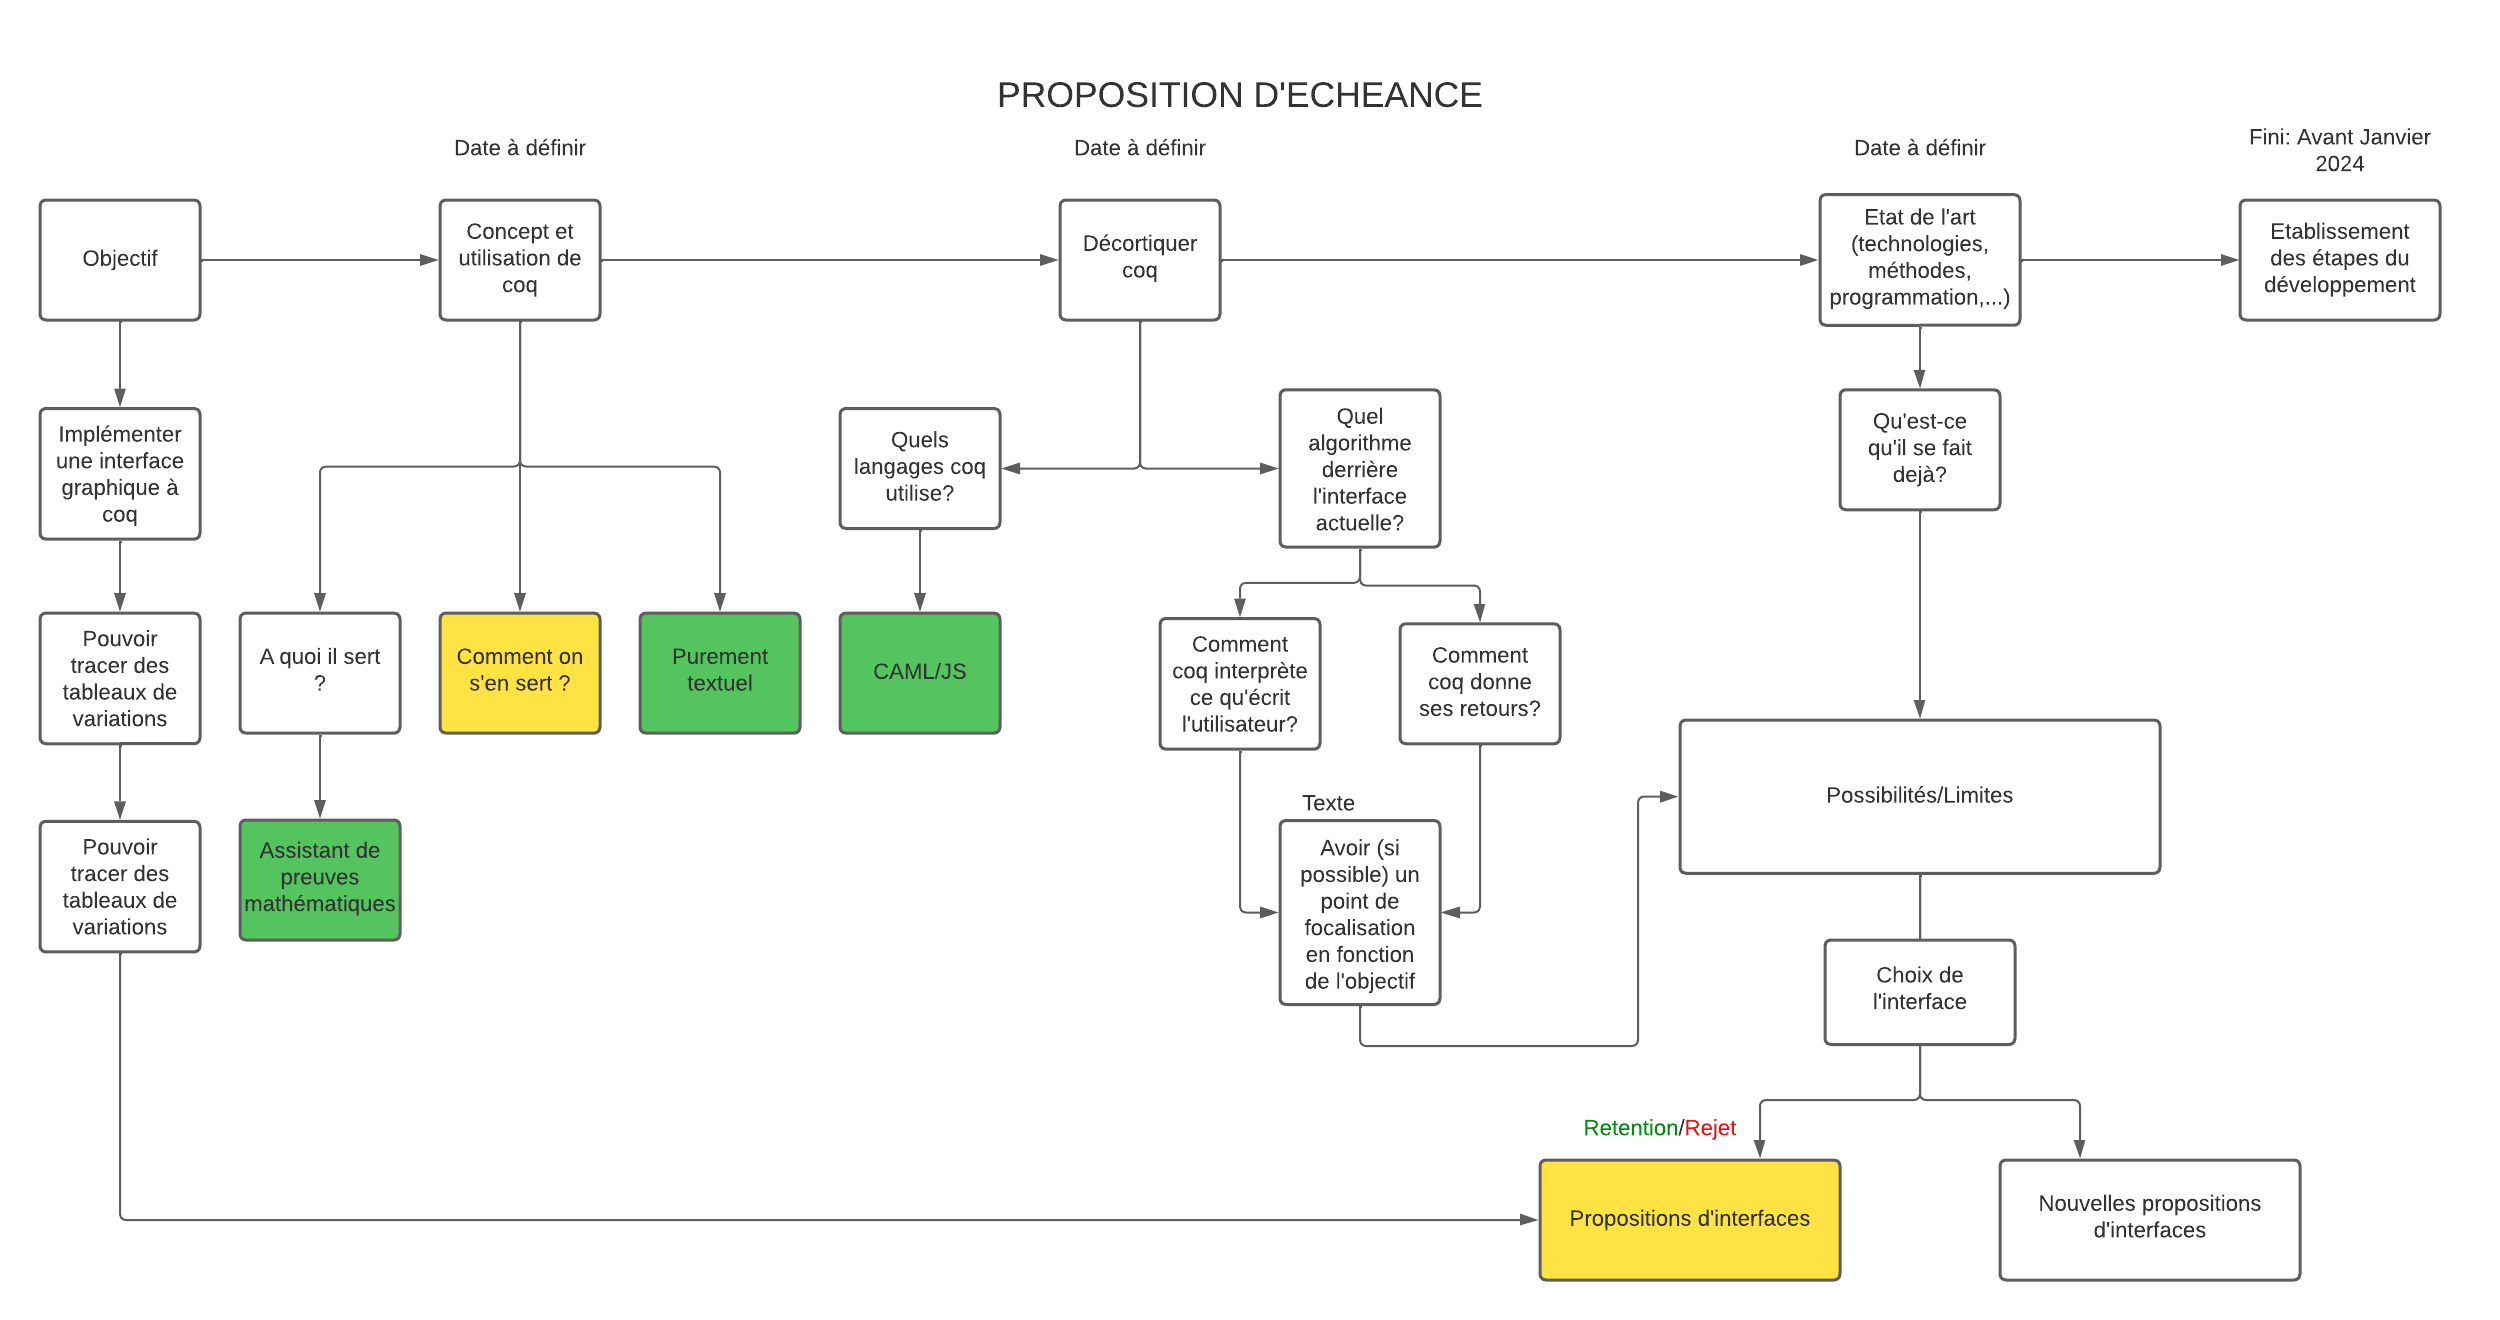 PROPOSITION D'ECHEANCE
Date à définir
Date à définir
Date à définir
Fini: Avant Janvier
2024
Objectif
Concept et
utilisation de
coq
Décortiquer
coq
Etat de l'art
(technologies,
méthodes,
programmation,...)
Etablissement
des étapes du
développement
Implémenter
une interface
graphique à
coq
Quels
langages coq
utilise?
Quel
algorithme
derrière
l'interface
actuelle?
Qu'est-ce
qu'il se fait
dejà?
Pouvoir
tracer des
tableaux de
variations
A quoi il sert
?
Comment on
s'en sert ?
Purement
textuel
CAML/JS
Comment
coq interprète
ce qu'écrit
l'utilisateur?
Comment
coq donne
ses retours?
Possibilités/Limites
Pouvoir
tracer des
tableaux de
variations
Assistant de
preuves
mathématiques
Texte
Avoir (si
possible) un
point de
focalisation
en fonction
de l'objectif
Choix de
l'interface
Retention/Rejet
Propositions d'interfaces
Nouvelles propositions
d'interfaces